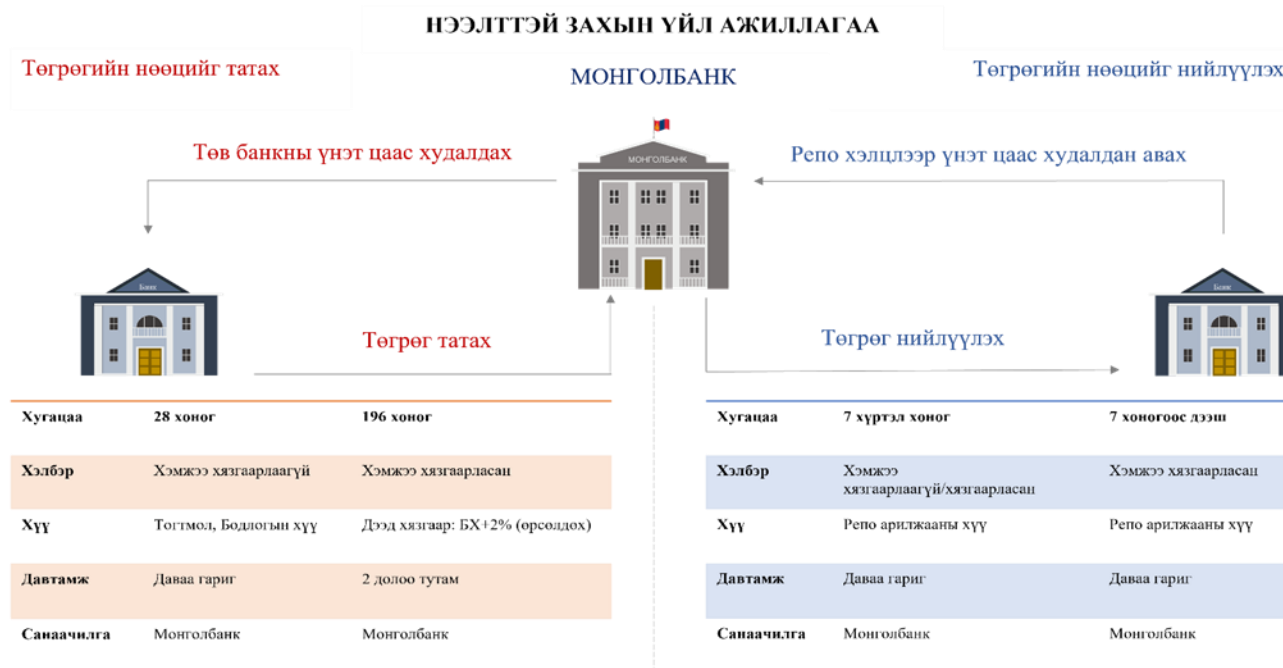 НЭЭЛТТЭЙ ЗАХЫН ҮЙЛ АЖИЛЛАГАА
Төгрөгийн нөөцийг татах
МОНГОЛБАНК
Төгрөгийн нөөцийг нийлүүлэх
Төв банкны үнэт цаас худалдах
МОНГОЛБАНК
Репо хэлцлээр үнэт цаас худалдан авах
Банк
Банк
Төгрөг татах
Төгрөг нийлүүлэх
Хугацаа 28 хоног 196 хоног
Хэлбэр Хэмжээ хязгаарлаагүй Хэмжээ хязгаарласан
Хүү Тогтмол, Бодлогын хүү Дээд хязгаар: БХ+2% (өрсөлдөх)
Давтамж Даваа гариг 2 долоо тутам
Санаачилга Монголбанк Монголбанк
Хугацаа 7 хүртэл хоног 7 хоногоос дээш
Хэлбэр Хэмжээ
хязгаарлаагүй/хязгаарласан Хэмжээ хязгаарласан
Хүү Репо арилжааны хүү Репо арилжааны хүү
Давтамж Даваа гариг Даваа гариг
Санаачилга Монголбанк Монголбанк